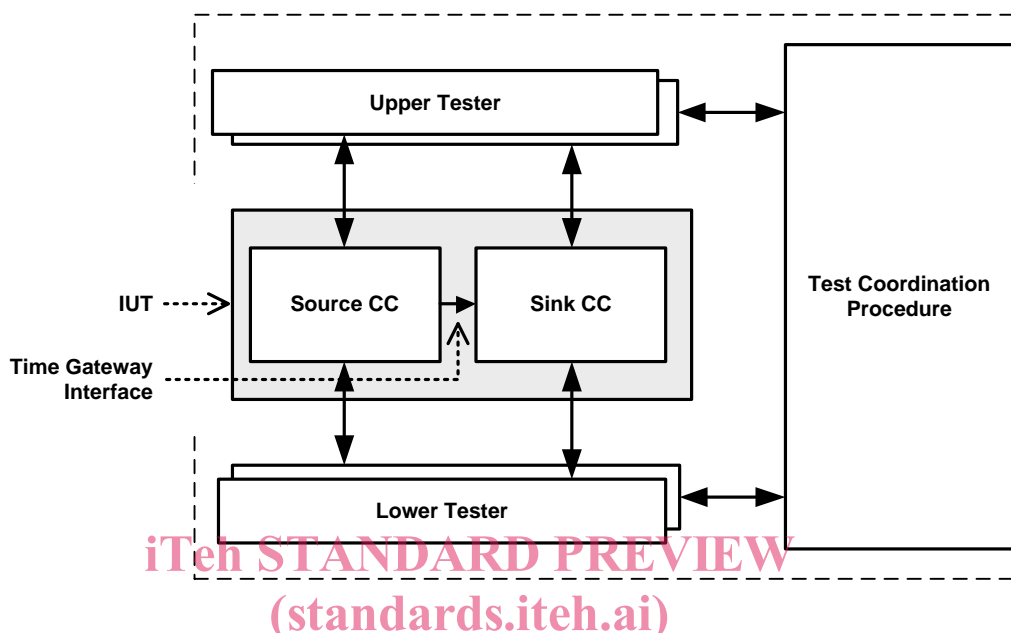 Upper Tester
Source CC
Sink CC
Test Coordination
Procedure
IUT
Time Gateway
Interface
Lower Tester
iTeh STANDARD PREVIEW
(standards.iteh.ai)